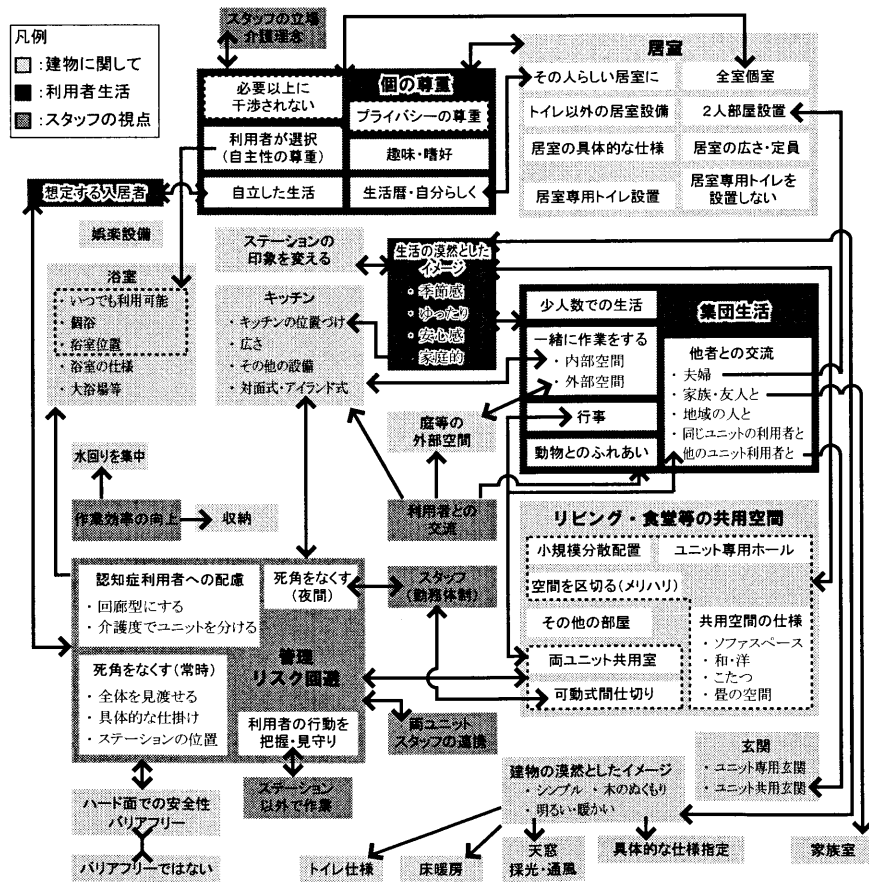 凡例
:建物に関して
:利用者生活
:スタッフの視点
スタッフの立場
介護理念
個の尊重
必要以上に
干渉されない
プライバシーの尊重
利用者が選択
(自主性の尊重)
趣味・嗜好
自立した生活
生活暦・自分らしく
居室
その人らしい居室に
全室個室
トイレ以外の居室設備
2人部屋設置
居室の具体的な仕様
居室の広さ・定員
居室専用トイレ設置
居室専用トイレを
設置しない
想定する入居者
娯楽設備
浴室
・いつでも利用可能
・個浴
・浴室位置
・浴室の仕様
・大浴場等
ステーションの
印象を変える
キッチン
・キッチンの位置づけ
・広さ
・その他の設備
・対面式・アイランド式
生活の漠然とした
イメージ
・季節感
・ゆったり
・安心感
・家庭的
集団生活
少人数での生活
一緒に作業をする
・内部空間
・外部空間
行事
動物とのふれあい
他者との交流
・夫婦
・家族・友人と
・地域の人と
・同じユニットの利用者と
・他のユニット利用者と
庭等の
外部空間
水回りを集中
作業効率の向上
収納
利用者との
交流
リビング・食堂等の共用空間
小規模分散配置
ユニット専用ホール
空間を区切る(メリハリ)
その他の部屋
両ユニット共用室
可動式間仕切り
共用空間の仕様
・ソファスペース
・和・洋
・こたつ
・畳の空間
認知症利用者への配慮
・回廊型にする
・介護度でユニットを分ける
死角をなくす
(夜間)
スタッフ
(勤務体制)
管理
リスク回避
死角をなくす(常時)
・全体を見渡せる
・具体的な仕掛け
・ステーションの位置
利用者の行動を
把握・見守り
両ユニット
スタッフの連携
ステーション
以外で作業
ハード面での安全性
バリアフリー
バリアフリーではない
建物の漠然としたイメージ
・シンプル ・木のぬくもり
・明るい・暖かい
玄関
・ユニット専用玄関
・ユニット共用玄関
トイレ仕様
床暖房
天窓
採光・通風
具体的な仕様指定
家族室